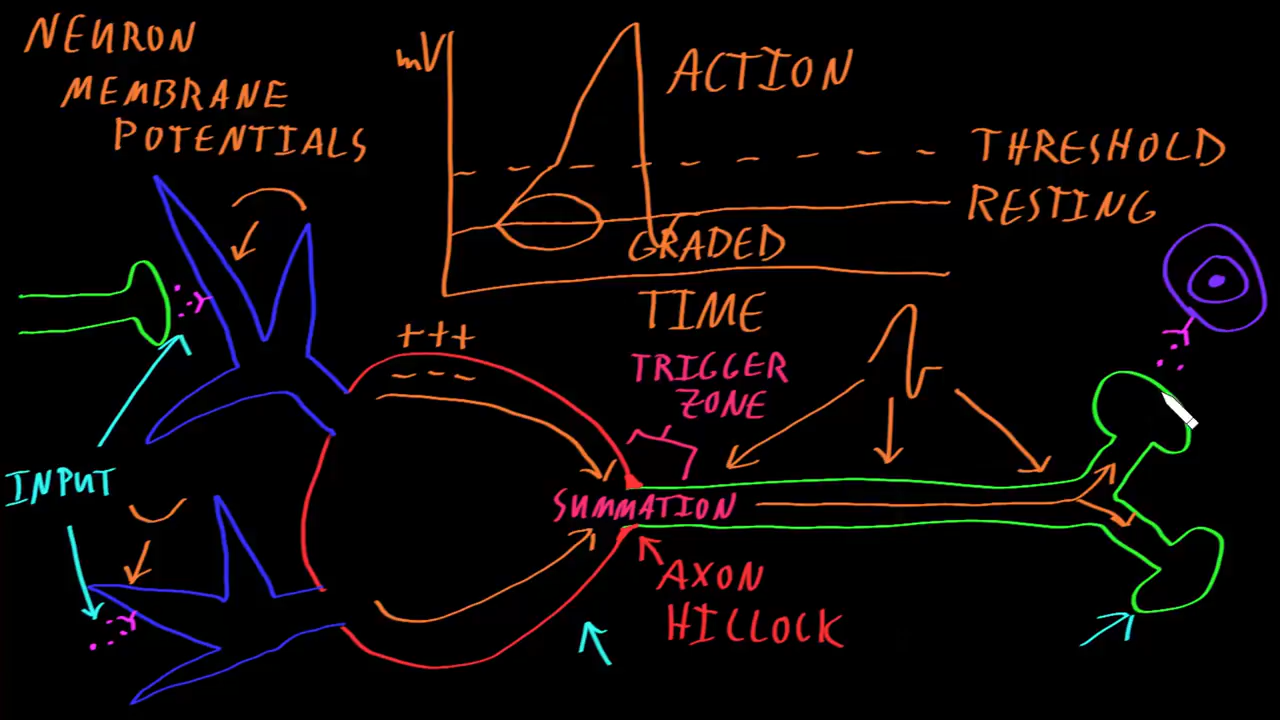 NEURON
MEMBRANE
POTENTIALS
mV
ACTION
THRESHOLD
RESTING
GRADED
TIME
+++
---
TRIGGER
ZONE
INPUT
SUMMATION
AXON
HILLOCK